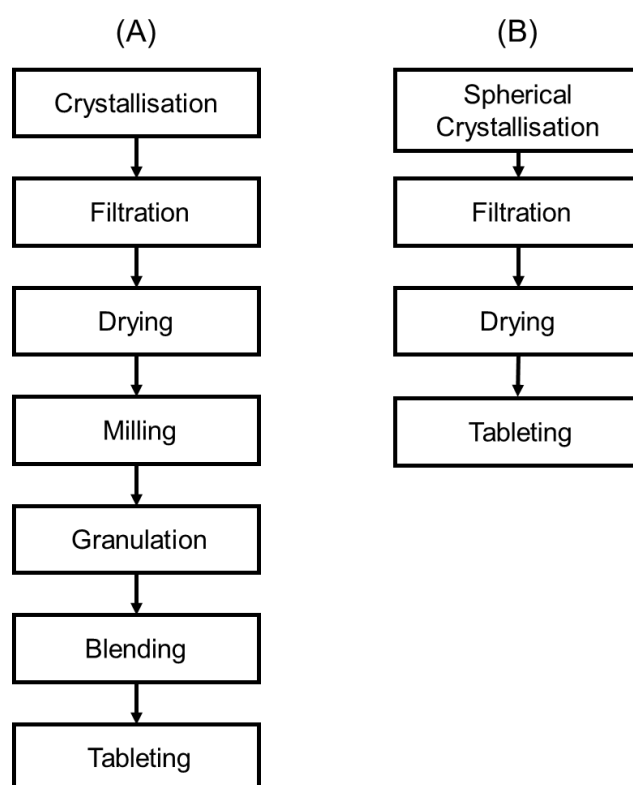 (A)
Crystallisation
Filtration
Drying
Milling
Granulation
Blending
Tableting
(B)
Spherical
Crystallisation
Filtration
Drying
Tableting